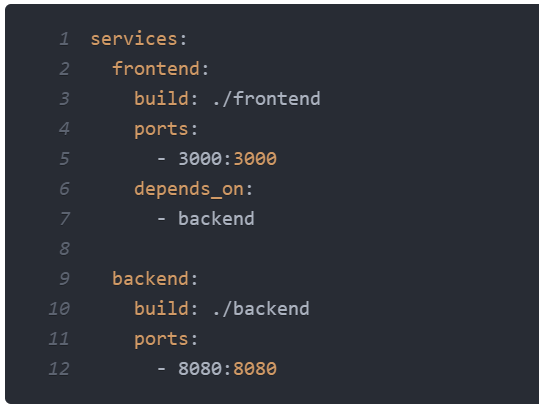 1 services:
2   frontend:
3     build: ./frontend
4     ports:
5       - 3000:3000
6     depends_on:
7       - backend
8
9   backend:
10     build: ./backend
11     ports:
12       - 8080:8080